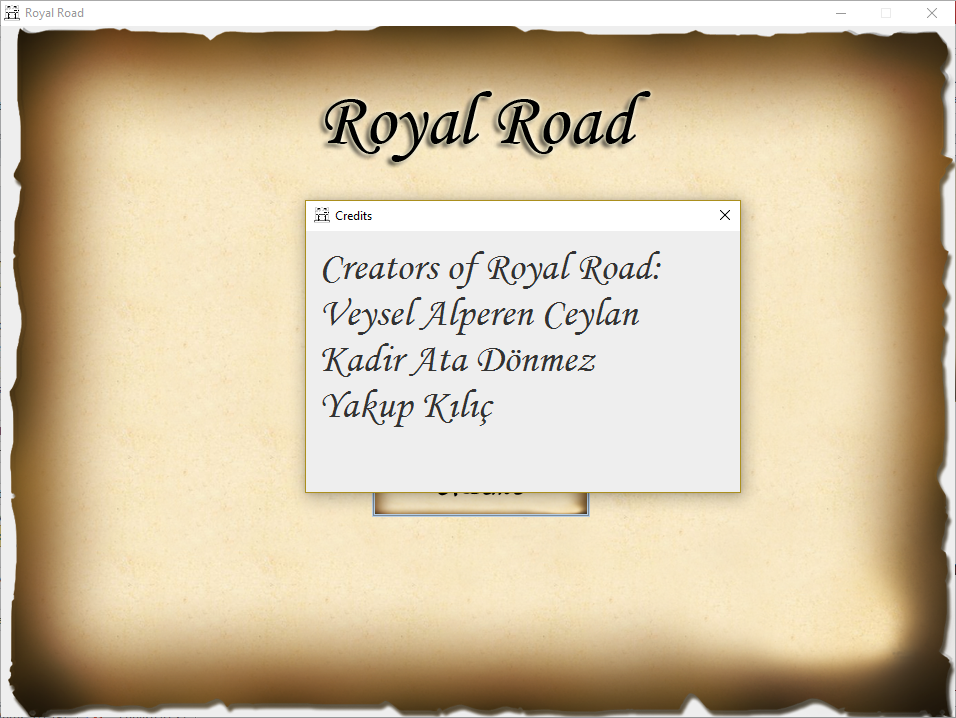 Royal Road
Royal Road
Credits
Creators of Royal Road:
Veysel Alperen Ceylan
Kadir Ata Dönmez
Yakup Kılıç